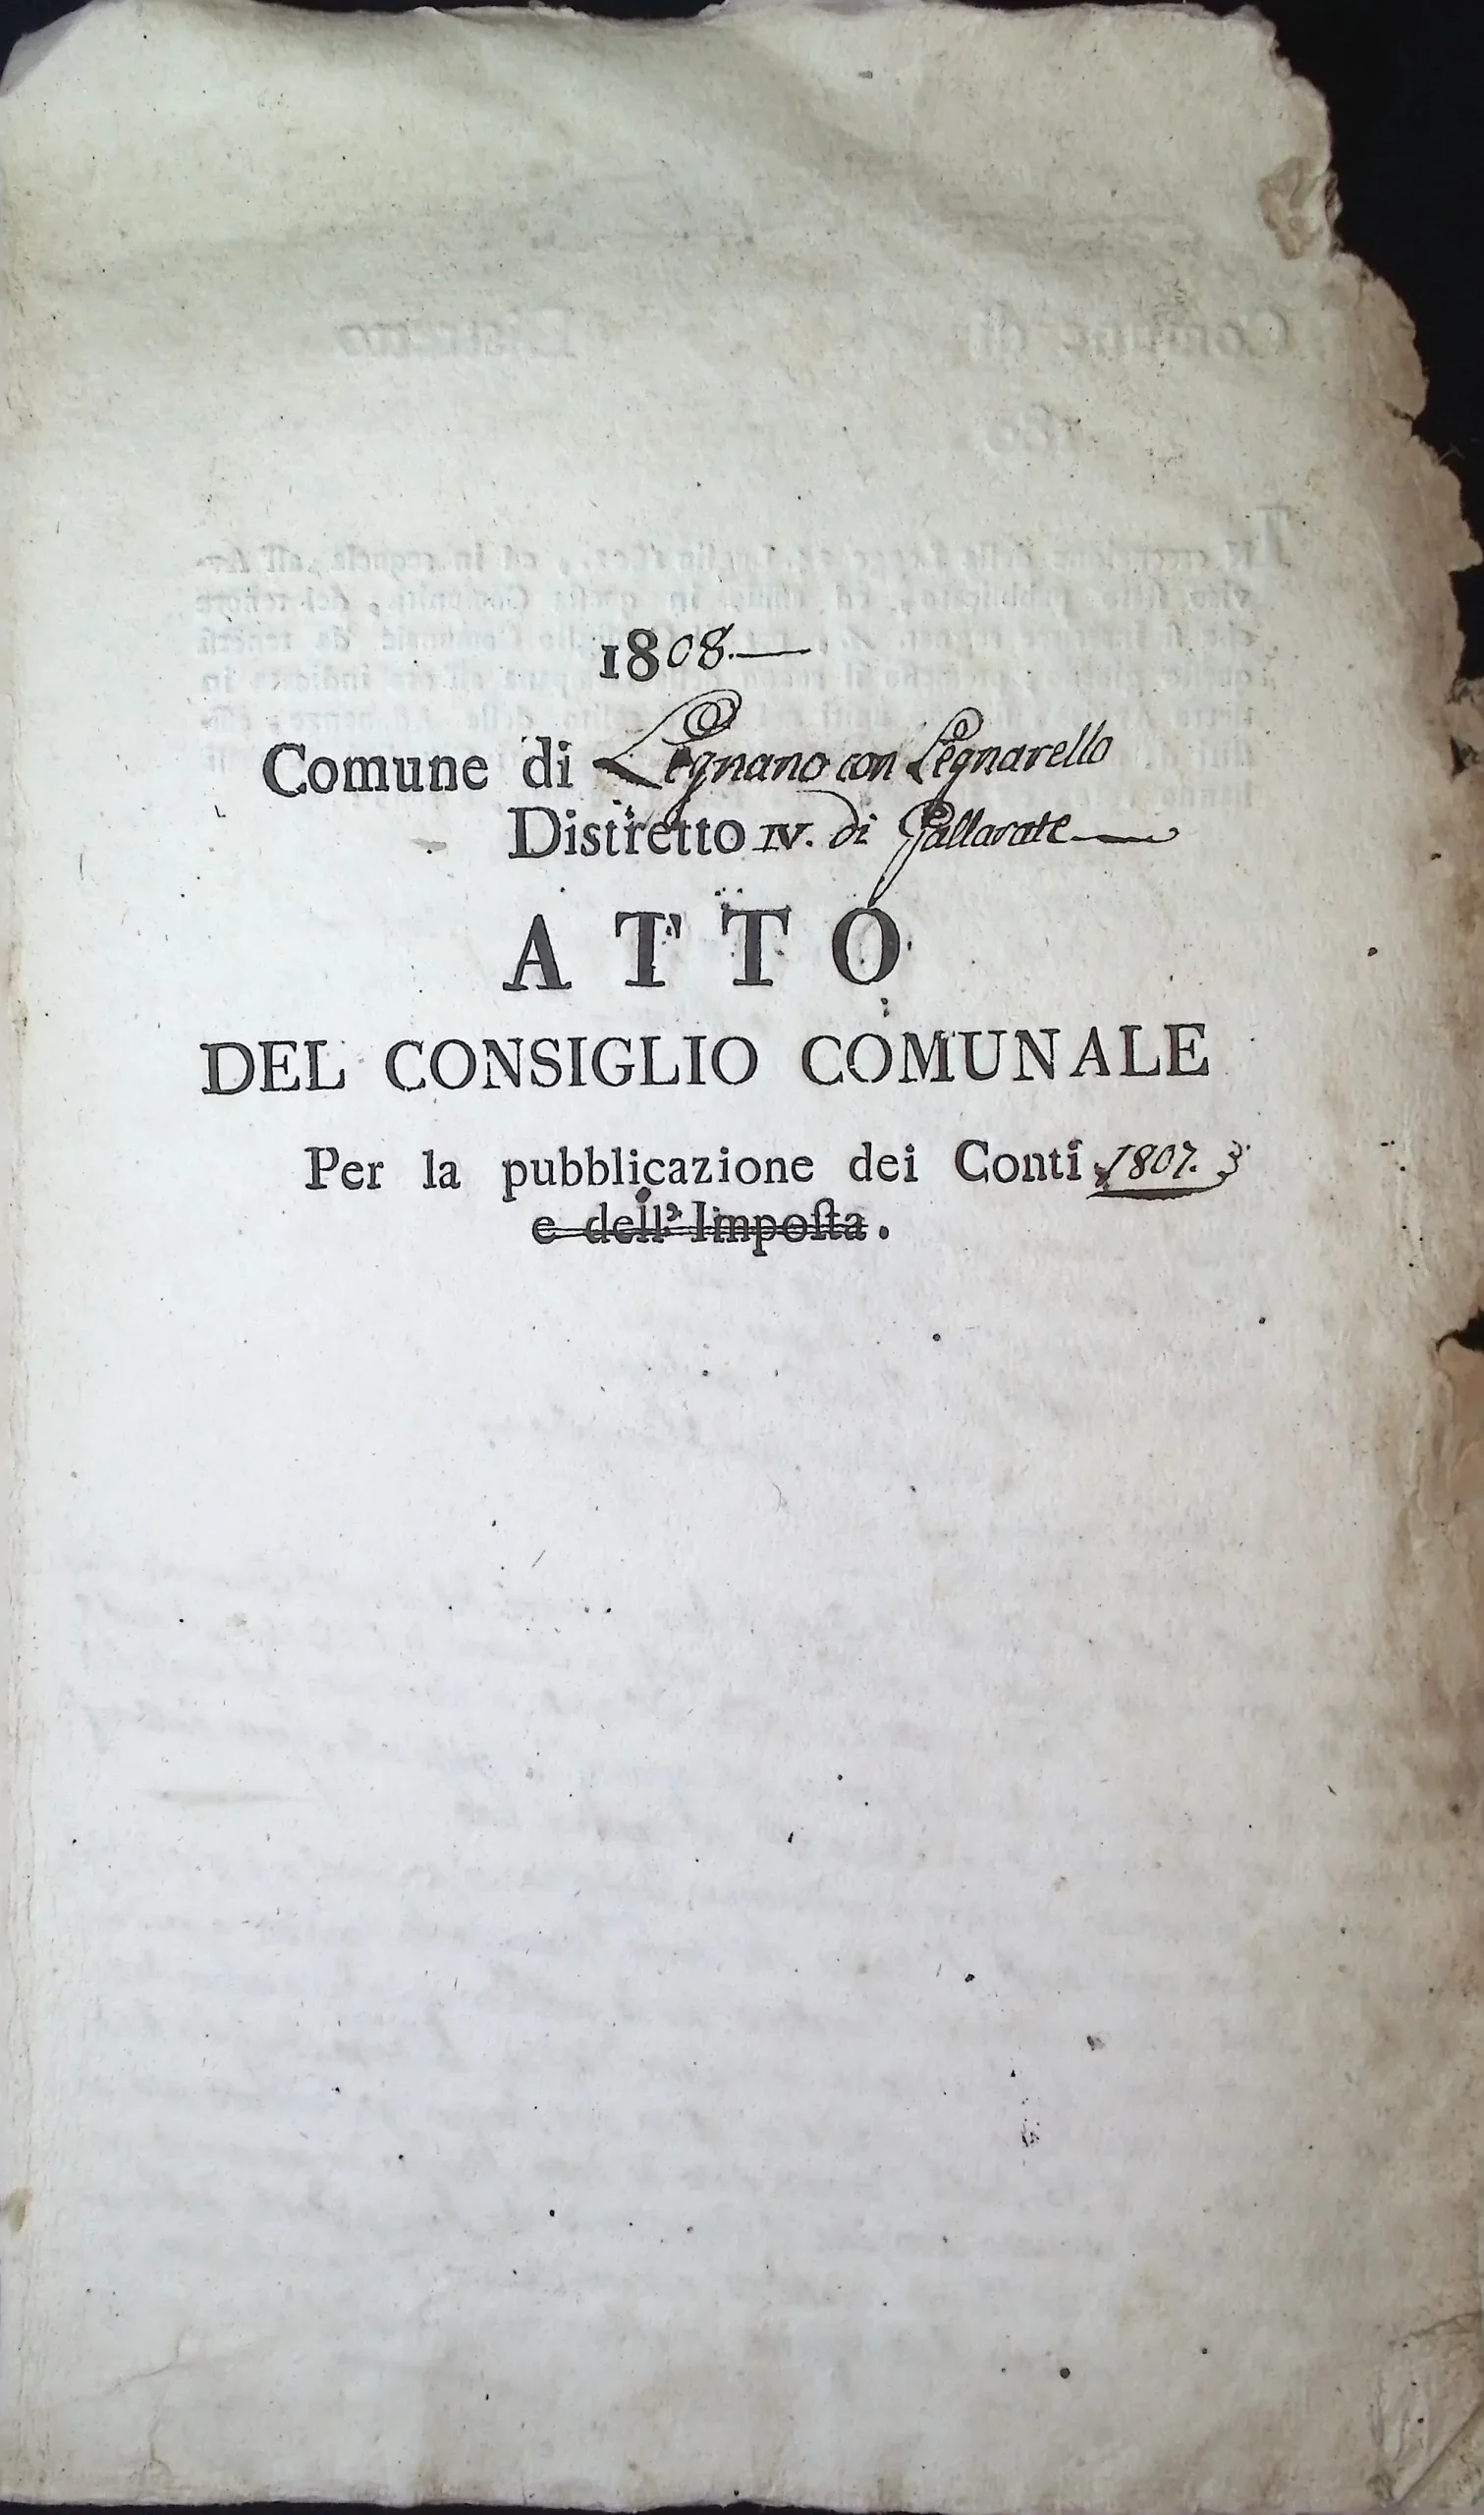 1808.—
Comune di Legnano con Legnarello
Distretto IV. di Gallarate—
ATTO
DEL CONSIGLIO COMUNALE
Per la pubblicazione dei Conti 1807.
e dell' Impoſta.